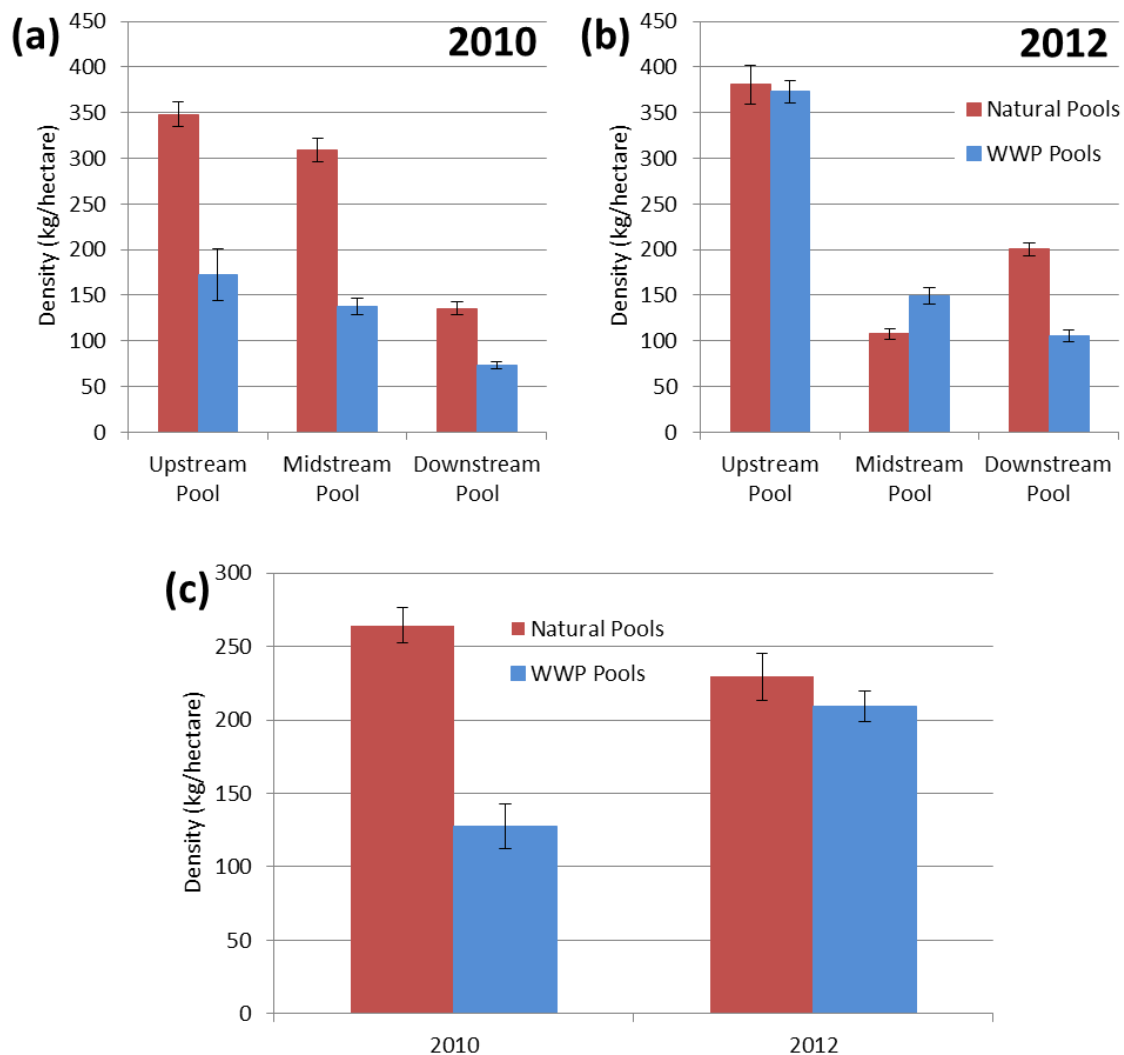 (a)
2010
Density (kg/hectare)
450
400
350
300
250
200
150
100
50
0
Upstream Pool
Midstream Pool
Downstream Pool
(b)
2012
Density (kg/hectare)
450
400
350
300
250
200
150
100
50
0
Natural Pools
WWP Pools
Upstream Pool
Midstream Pool
Downstream Pool
(c)
Density (kg/hectare)
300
250
200
150
100
50
0
Natural Pools
WWP Pools
2010
2012